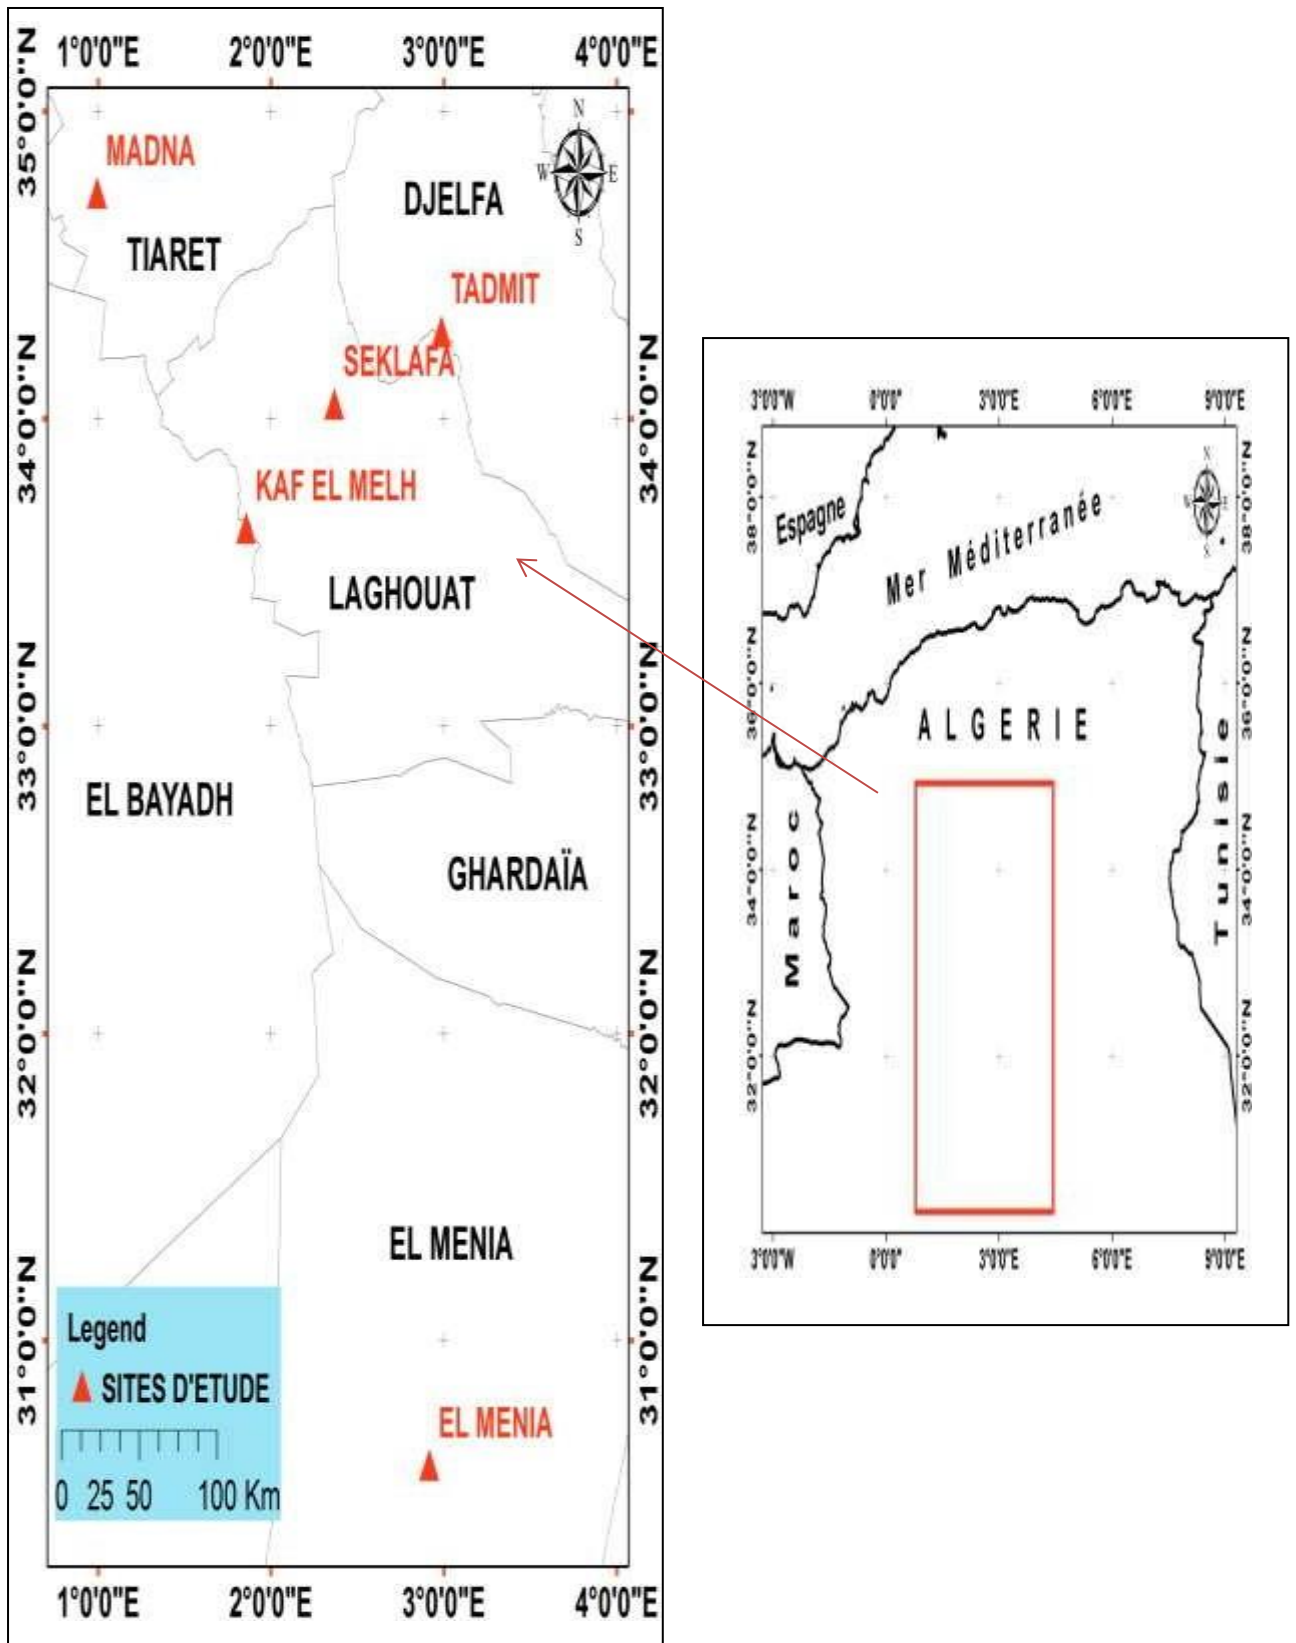 1°0'0"E 2°0'0"E 3°0'0"E 4°0'0"E
35°0'0"N
34°0'0"N
33°0'0"N
32°0'0"N
31°0'0"N
N
W E
S
MADNA
DJELFA
TIARET
TADMIT
SEKLAFA
KAF EL MELH
LAGHOUAT
EL BAYADH
GHARDAÏA
EL MENIA
EL MENIA
Legend
SITES D'ETUDE
0 25 50 100 Km
34°0'0"N
33°0'0"N
32°0'0"N
31°0'0"N
1°0'0"E 2°0'0"E 3°0'0"E 4°0'0"E
3°0'0"W 0°0'0" 3°0'0"E 6°0'0"E 9°0'0"E
38°0'0"N
36°0'0"N
34°0'0"N
32°0'0"N
N
W E
S
Espagne
Mer Méditerranée
ALGERIE
Maroc
Tunisie
38°0'0"N
36°0'0"N
34°0'0"N
32°0'0"N
3°0'0"W 0°0'0" 3°0'0"E 6°0'0"E 9°0'0"E